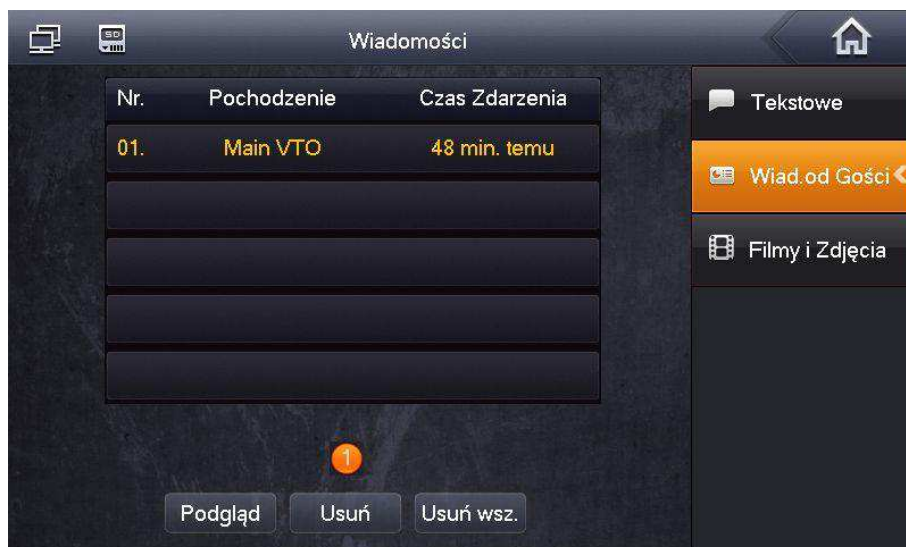 SD
Wiadomości
Nr. Pochodzenie Czas Zdarzenia
01. Main VTO 48 min. temu
1
Podgląd Usuń Usuń wsz.
Tekstowe
Wiad.od Gości
Filmy i Zdjęcia